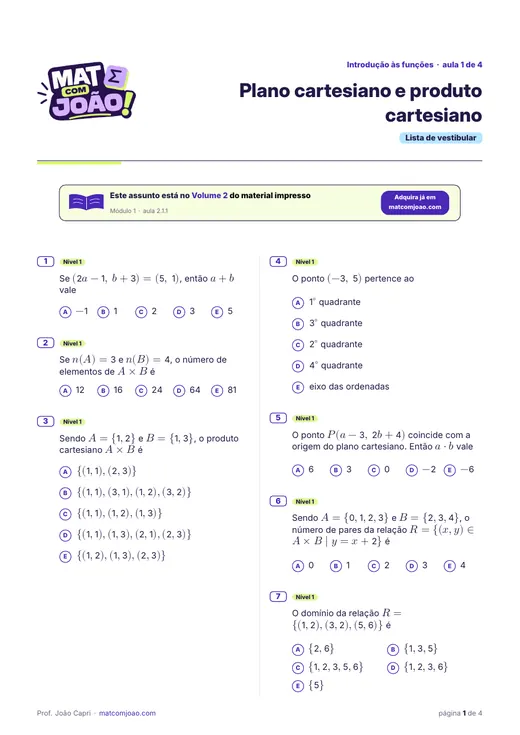 MAT
COM
JOÃO!
Introdução às funções · aula 1 de 4
Plano cartesiano e produto
cartesiano
Lista de vestibular
Este assunto está no Volume 2 do material impresso
Módulo 1 · aula 2.1.1
Adquira já em
matcomjoao.com
1 Nível 1
Se (2a − 1, b + 3) = (5, 1), então a + b
vale
A −1 B 1 C 2 D 3 E 5
2 Nível 1
Se n(A) = 3 e n(B) = 4, o número de
elementos de A × B é
A 12 B 16 C 24 D 64 E 81
3 Nível 1
Sendo A = {1, 2} e B = {1, 3}, o produto
cartesiano A × B é
A {(1, 1), (2, 3)}
B {(1, 1), (3, 1), (1, 2), (3, 2)}
C {(1, 1), (1, 2), (1, 3)}
D {(1, 1), (1, 3), (2, 1), (2, 3)}
E {(1, 2), (1, 3), (2, 3)}
4 Nível 1
O ponto (−3, 5) pertence ao
A 1° quadrante
B 3° quadrante
C 2° quadrante
D 4° quadrante
E eixo das ordenadas
5 Nível 1
O ponto P(a − 3, 2b + 4) coincide com a
origem do plano cartesiano. Então a · b vale
A 6 B 3 C 0 D −2 E −6
6 Nível 1
Sendo A = {0, 1, 2, 3} e B = {2, 3, 4}, o
número de pares da relação R = {(x, y) ∈
A × B | y = x + 2} é
A 0 B 1 C 2 D 3 E 4
7 Nível 1
O domínio da relação R =
{(1, 2), (3, 2), (5, 6)} é
A {2, 6} B {1, 3, 5}
C {1, 2, 3, 5, 6} D {1, 2, 3, 6}
E {5}
Prof. João Capri · matcomjoao.com
página 1 de 4